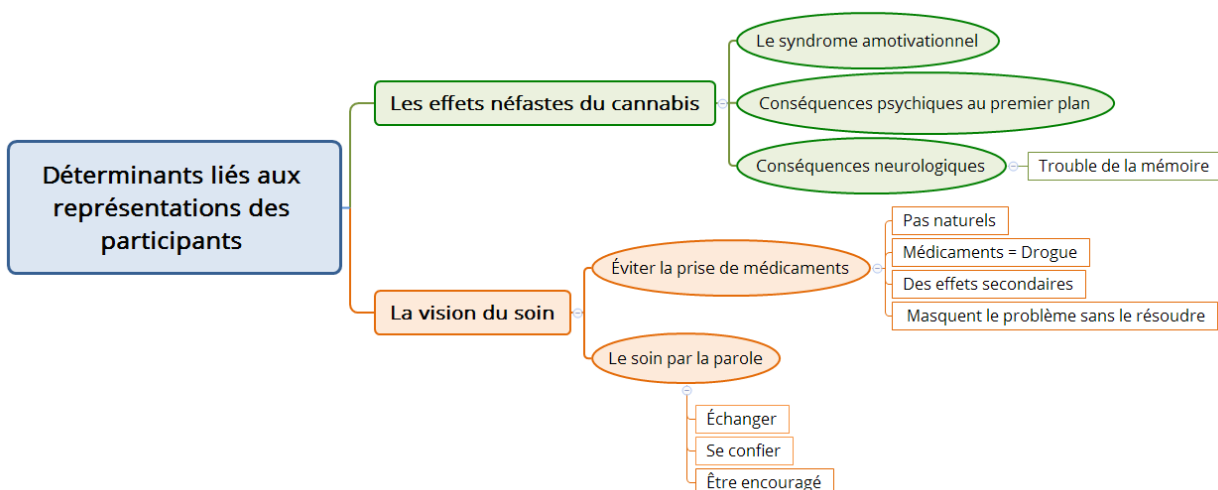 Déterminants liés aux
représentations des
participants
Les effets néfastes du cannabis
Le syndrome amotivationnel
Conséquences psychiques au premier plan
Conséquences neurologiques
Trouble de la mémoire
La vision du soin
Éviter la prise de médicaments
Pas naturels
Médicaments = Drogue
Des effets secondaires
Masquent le problème sans le résoudre
Le soin par la parole
Échanger
Se confier
Être encouragé